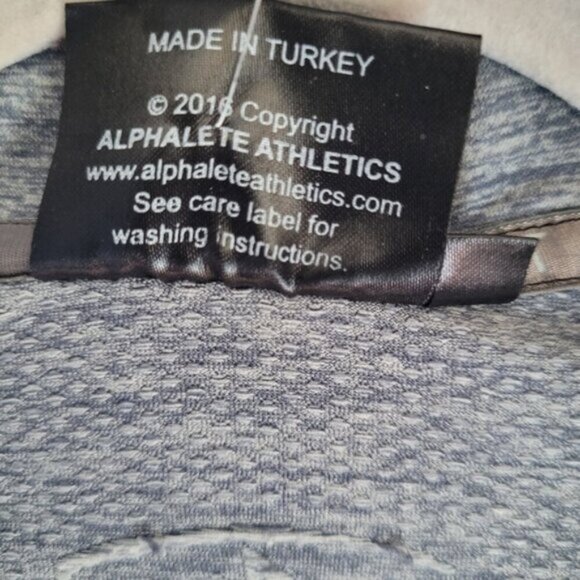 MADE IN TURKEY
© 2016 Copyright
ALPHALETE ATHLETICS
www.alphaleteathletics.com
See care label for
washing instructions.